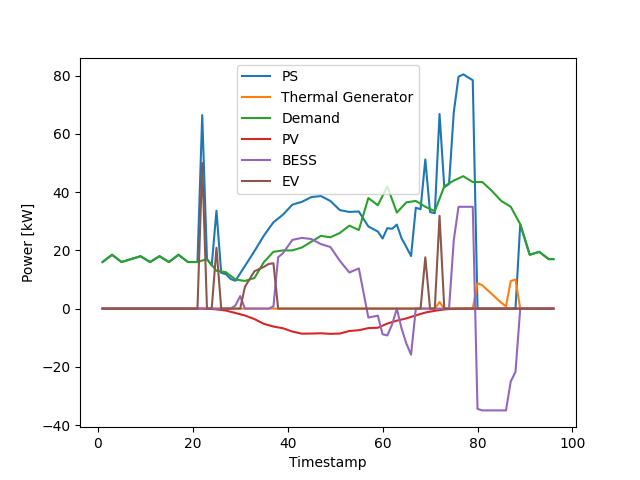 PS
Thermal Generator
Demand
PV
BESS
EV
Power [kW]
80
60
40
20
0
−20
−40
0 20 40 60 80 100
Timestamp